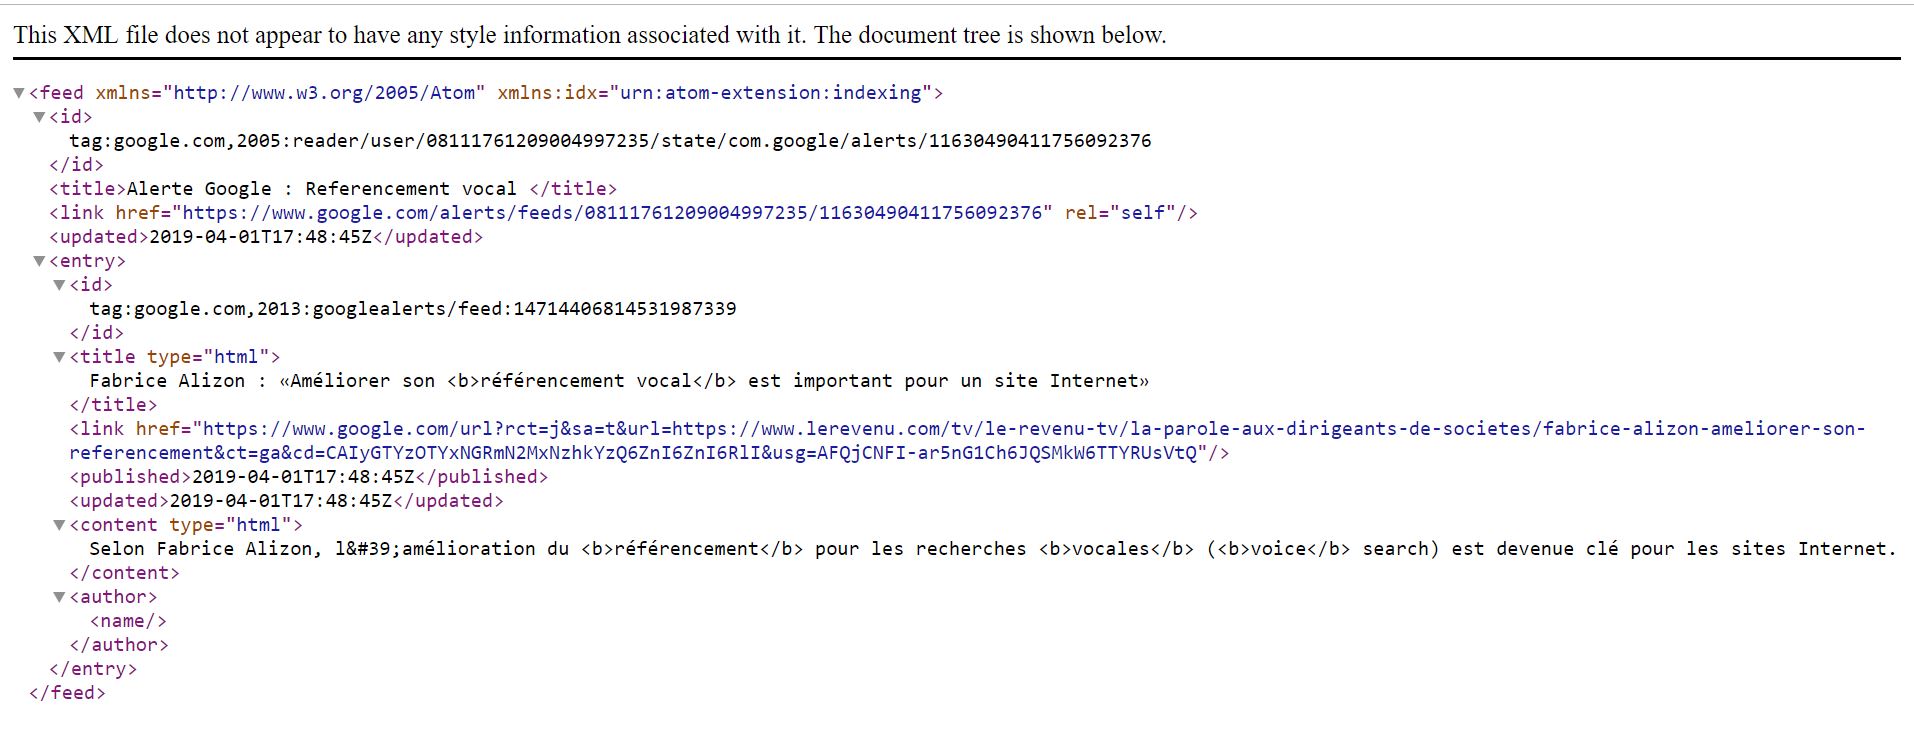 This XML file does not appear to have any style information associated with it. The document tree is shown below.
▼<feed xmlns="http://www.w3.org/2005/Atom" xmlns:idx="urn:atom-extension:indexing">
▼<id>
tag:google.com,2005:reader/user/08111761209004997235/state/com.google/alerts/11630490411756092376
</id>
<title>Alerte Google : Referencement vocal </title>
<link href="https://www.google.com/alerts/feeds/08111761209004997235/11630490411756092376" rel="self"/>
<updated>2019-04-01T17:48:45Z</updated>
▼<entry>
▼<id>
tag:google.com,2013:googlealerts/feed:14714406814531987339
</id>
▼<title type="html">
Fabrice Alizon : «Améliorer son <b>référencement vocal</b> est important pour un site Internet»
</title>
<link href="https://www.google.com/url?rct=j&sa=t&url=https://www.lerevenu.com/tv/le-revenu-tv/la-parole-aux-dirigeants-de-societes/fabrice-alizon-ameliorer-son-
referencement&ct=ga&cd=CAIyGTYzOTYxNGRmN2MxNzhkYzQ6ZnI6ZnI6RlI&usg=AFQjCNFI-ar5nG1Ch6JQSMkW6TTYRUsVtQ"/>
<published>2019-04-01T17:48:45Z</published>
<updated>2019-04-01T17:48:45Z</updated>
▼<content type="html">
Selon Fabrice Alizon, l&#39;amélioration du <b>référencement</b> pour les recherches <b>vocales</b> (<b>voice</b> search) est devenue clé pour les sites Internet.
</content>
▼<author>
<name/>
</author>
</entry>
</feed>